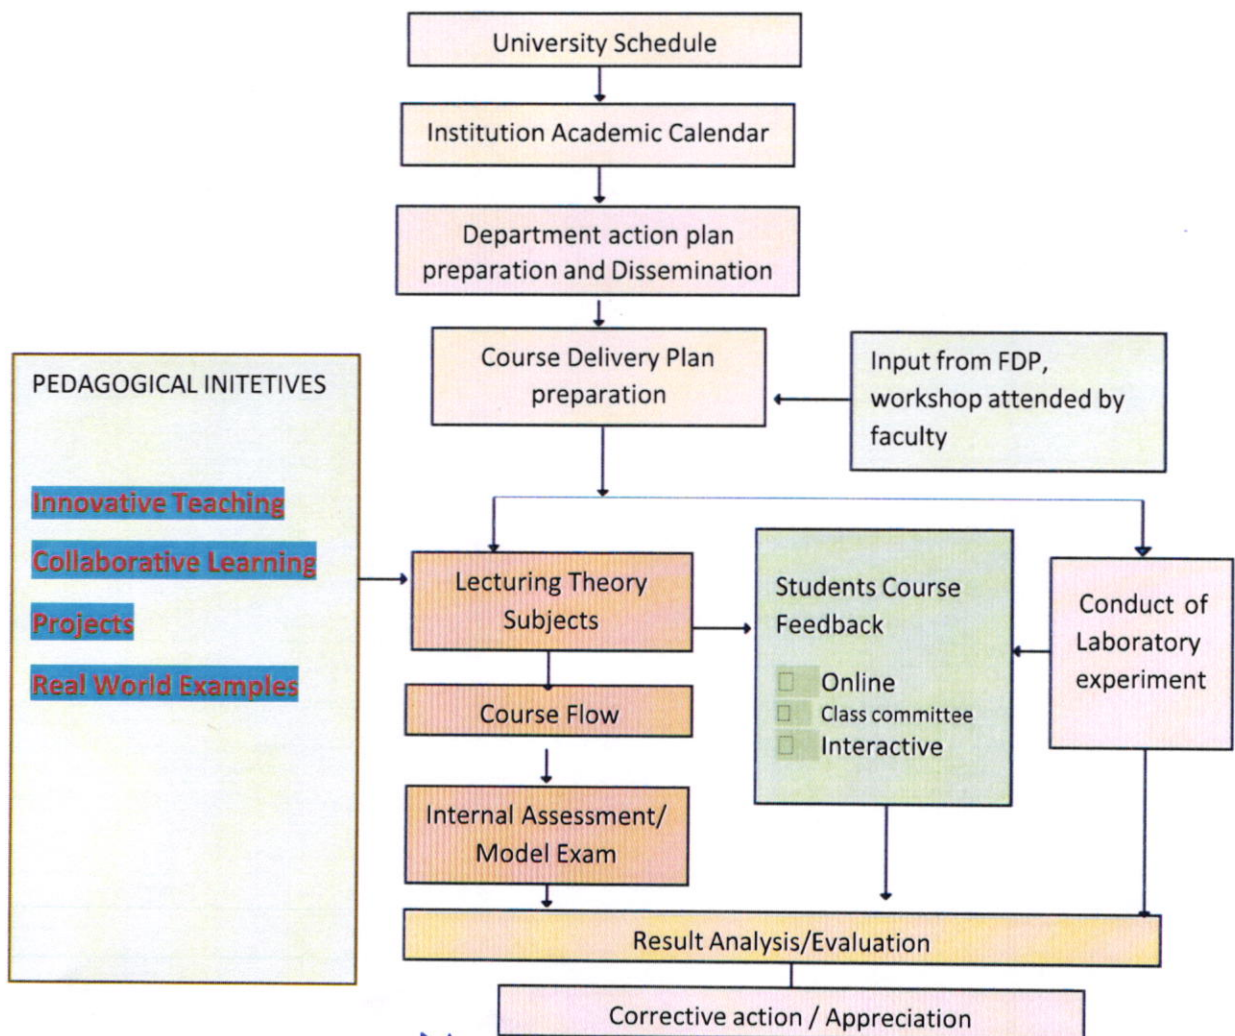 University Schedule
Institution Academic Calendar
Department action plan
preparation and Dissemination
Course Delivery Plan
preparation
Input from FDP,
workshop attended by
faculty
PEDAGOGICAL INITETIVES
Innovative Teaching
Collaborative Learning
Projects
Real World Examples
Lecturing Theory
Subjects
Students Course
Feedback
Online
Class committee
Interactive
Conduct of
Laboratory
experiment
Course Flow
Internal Assessment/
Model Exam
Result Analysis/Evaluation
Corrective action / Appreciation